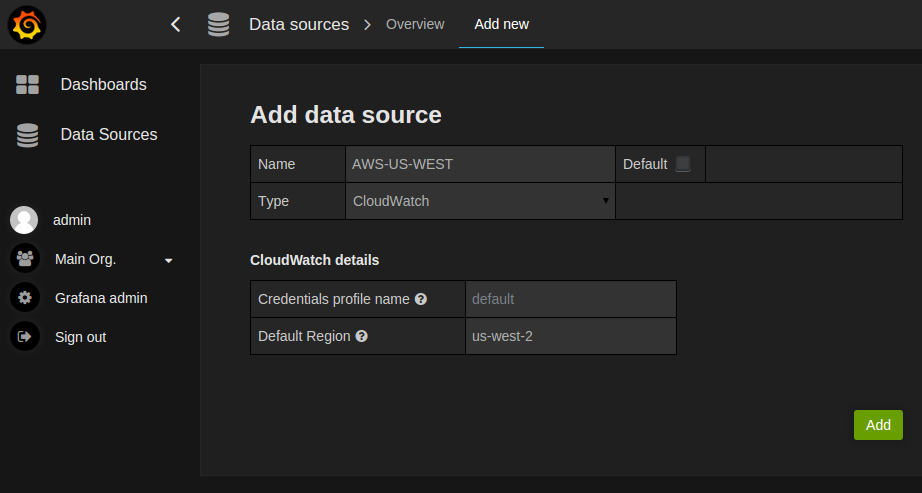 Data sources > Overview Add new
Dashboards
Data Sources
admin
Main Org.
Grafana admin
Sign out
Add data source
Name AWS-US-WEST Default
Type CloudWatch
CloudWatch details
Credentials profile name ? default
Default Region ? us-west-2
Add